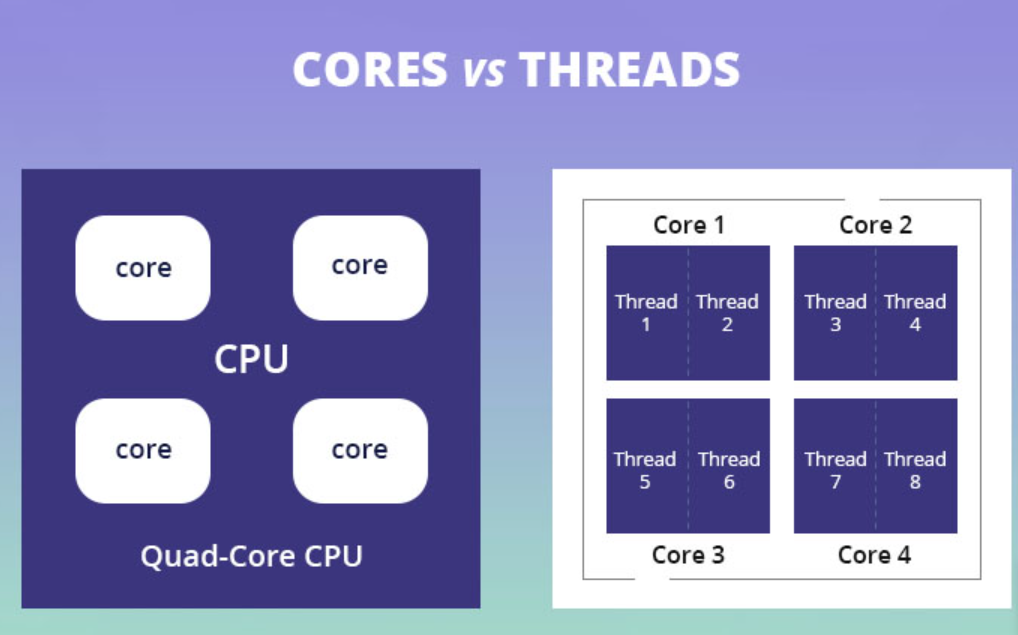 CORES vs THREADS
core
core
CPU
core
core
Quad-Core CPU
Core 1
Core 2
Thread
1
Thread
2
Thread
3
Thread
4
Thread
5
Thread
6
Thread
7
Thread
8
Core 3
Core 4